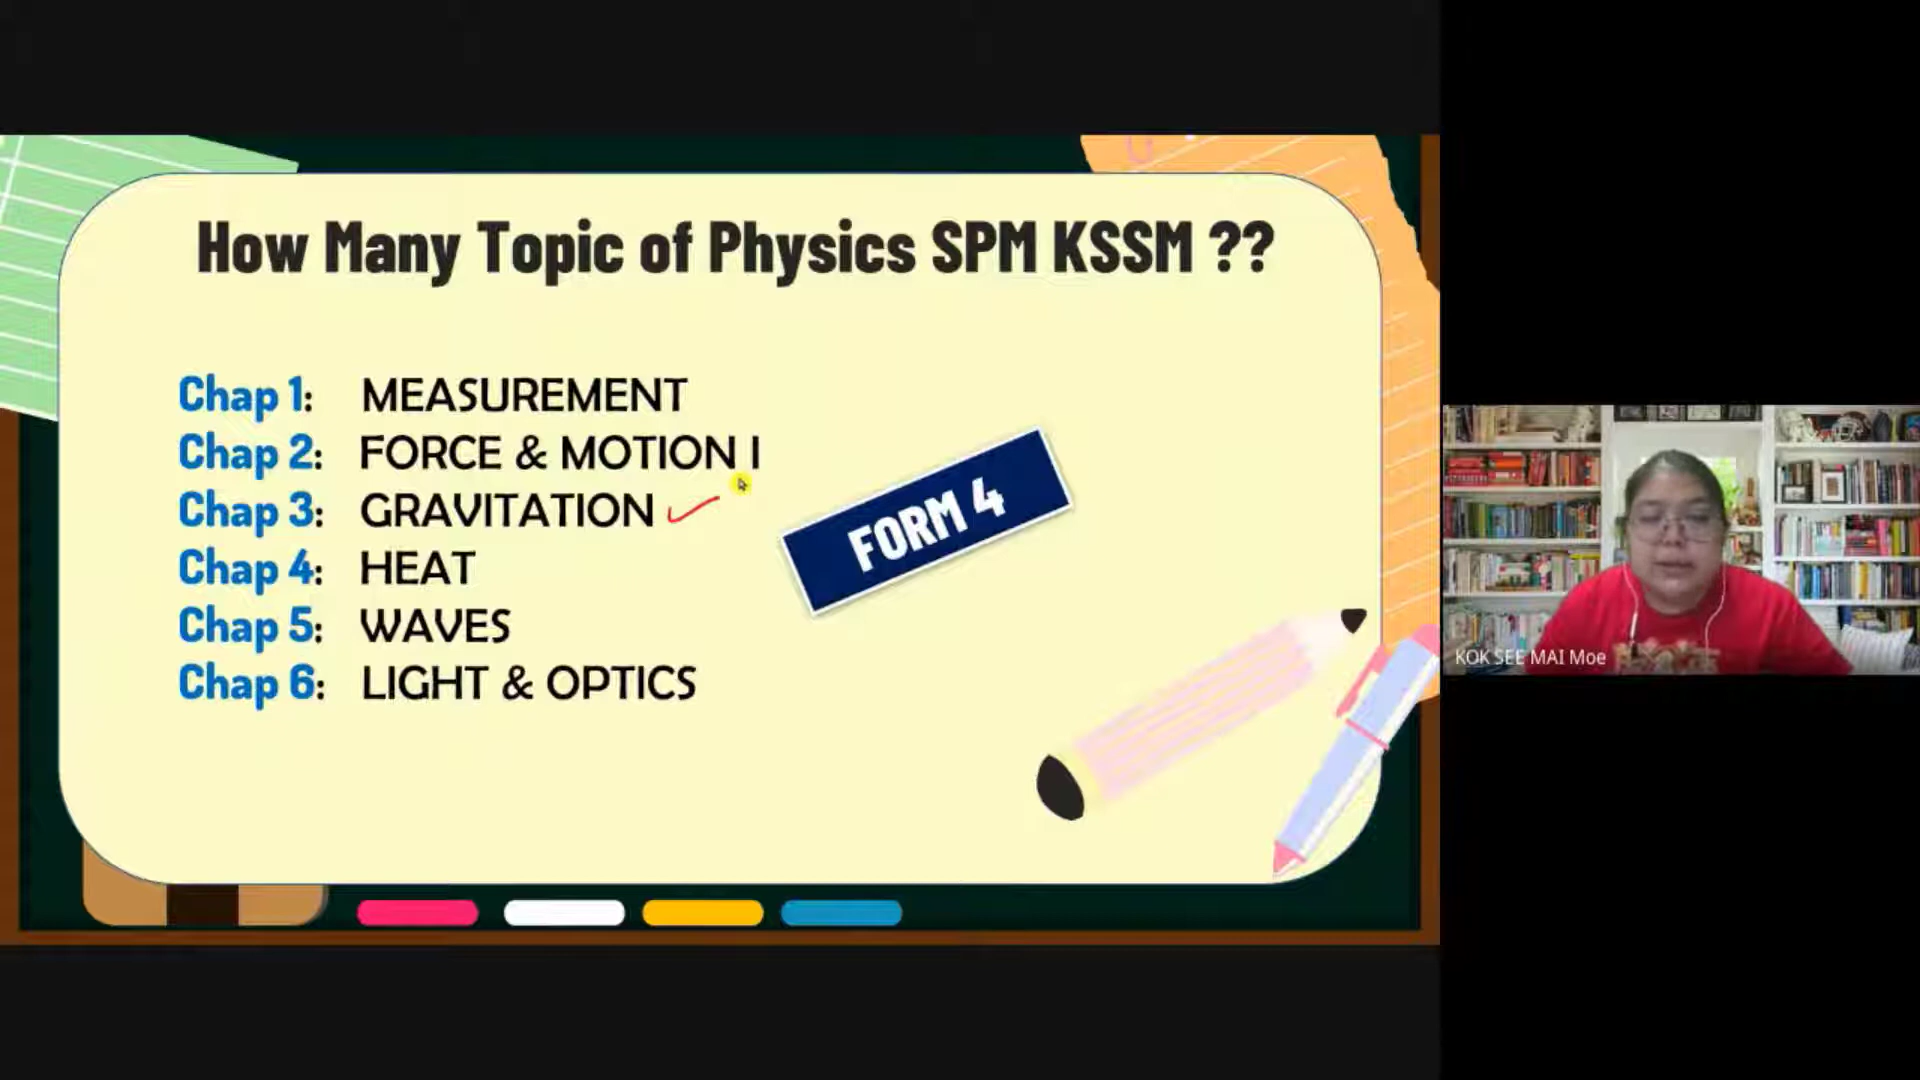 How Many Topic of Physics SPM KSSM ??
Chap 1: MEASUREMENT
Chap 2: FORCE & MOTION I
Chap 3: GRAVITATION
Chap 4: HEAT
Chap 5: WAVES
Chap 6: LIGHT & OPTICS
FORM 4
KOK SEE MAI Moe